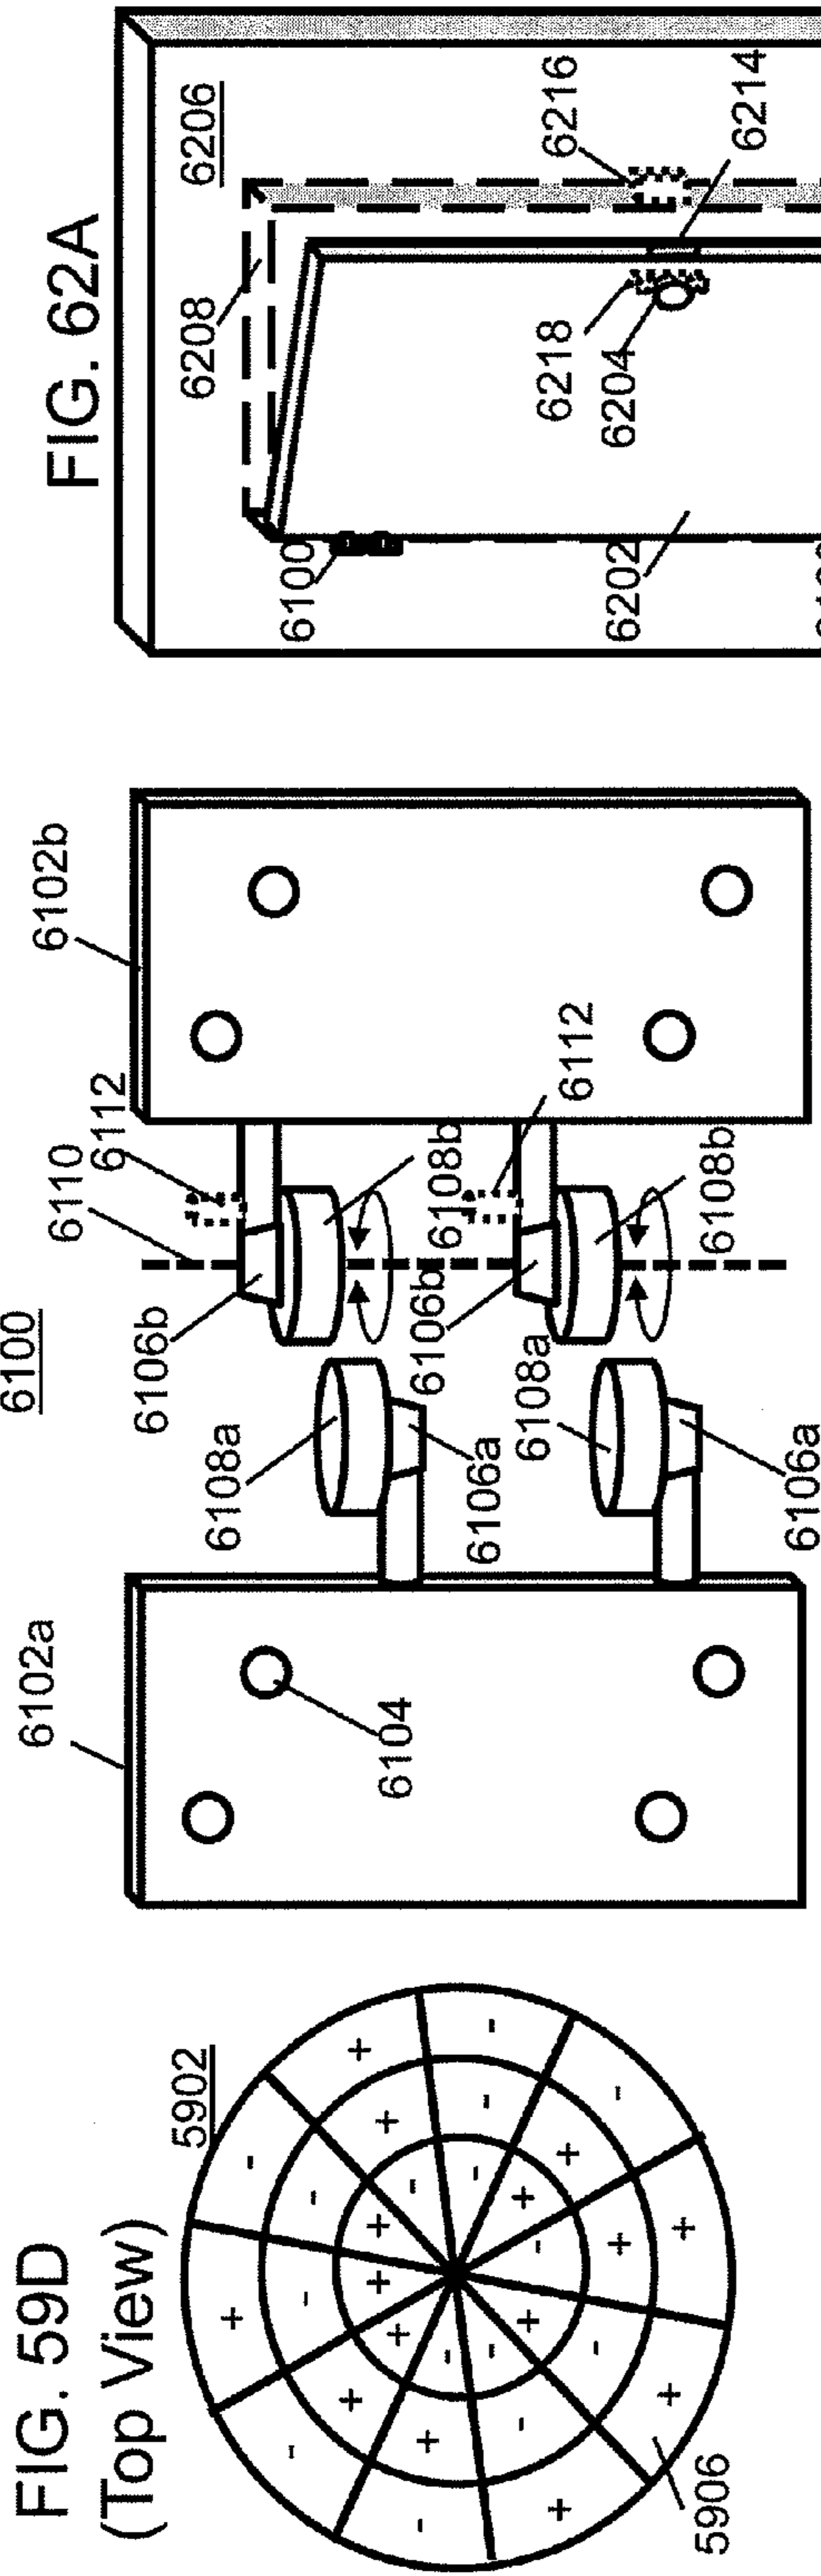 FIG. 59D
(Top View)
5902
+ - + - - + + + - -
- - + - + + - - + +
+ + - - + - + - - +
5906
6100
6102a
6104
6110
6112
6102b
6106b
6108a
6108b
6106a
6112
6106b
6108a
6108b
6106a
FIG. 62A
6206
6208
6100
6216
6218
6204
6202
6214